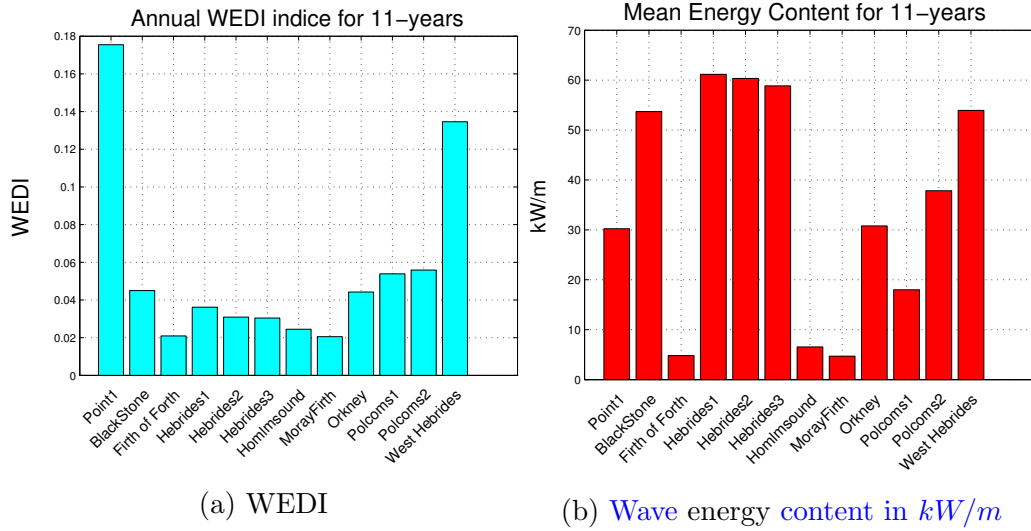 Annual WEDI indice for 11−years
WEDI
0.18
0.16
0.14
0.12
0.1
0.08
0.06
0.04
0.02
0
Point1
BlackStone
Firth of Forth
Hebrides1
Hebrides2
Hebrides3
Homlmsound
MorayFirth
Orkney
Polcoms1
Polcoms2
West Hebrides
(a) WEDI
Mean Energy Content for 11−years
kW/m
70
60
50
40
30
20
10
0
Point1
BlackStone
Firth of Forth
Hebrides1
Hebrides2
Hebrides3
Homlmsound
MorayFirth
Orkney
Polcoms1
Polcoms2
West Hebrides
(b) Wave energy content in kW/m